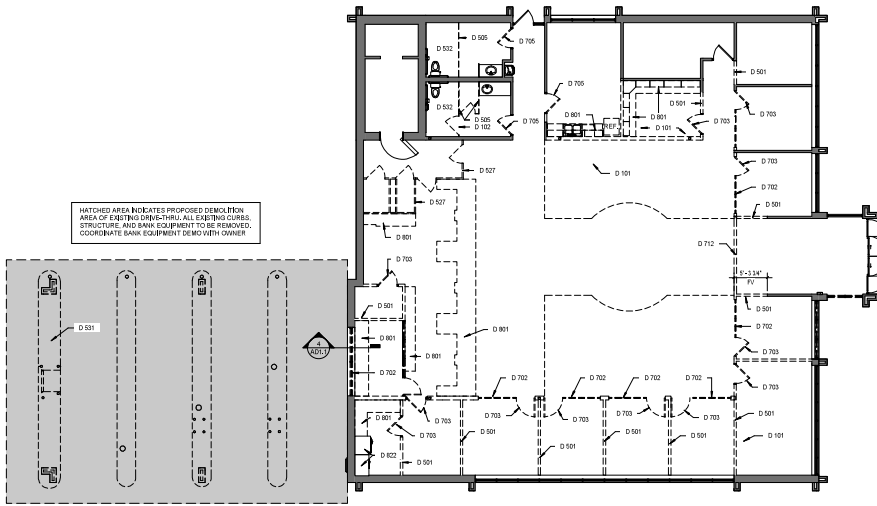 D 505
D 705
D 532
D 705
D 501
D 532
D 801
D 501
REF.
D 801
D 703
D 703
D 505
D 102
D 705
D 101
D 527
D 101
D 703
D 702
D 527
D 501
HATCHED AREA INDICATES PROPOSED DEMOLITION
AREA OF EXISTING DRIVE-THRU. ALL EXISTING CURBS,
STRUCTURE, AND BANK EQUIPMENT TO BE REMOVED.
COORDINATE BANK EQUIPMENT DEMO WITH OWNER
D 801
D 712
D 703
5' - 3 3/4"
FV
D 501
D 501
D 531
D 702
4
AD1.1
D 801
D 801
D 801
D 703
D 702
D 703
D 702
D 702
D 702
D 702
D 703
D 703
D 703
D 703
D 501
D 801
D 703
D 501
D 501
D 501
D 501
D 101
D 822
D 501